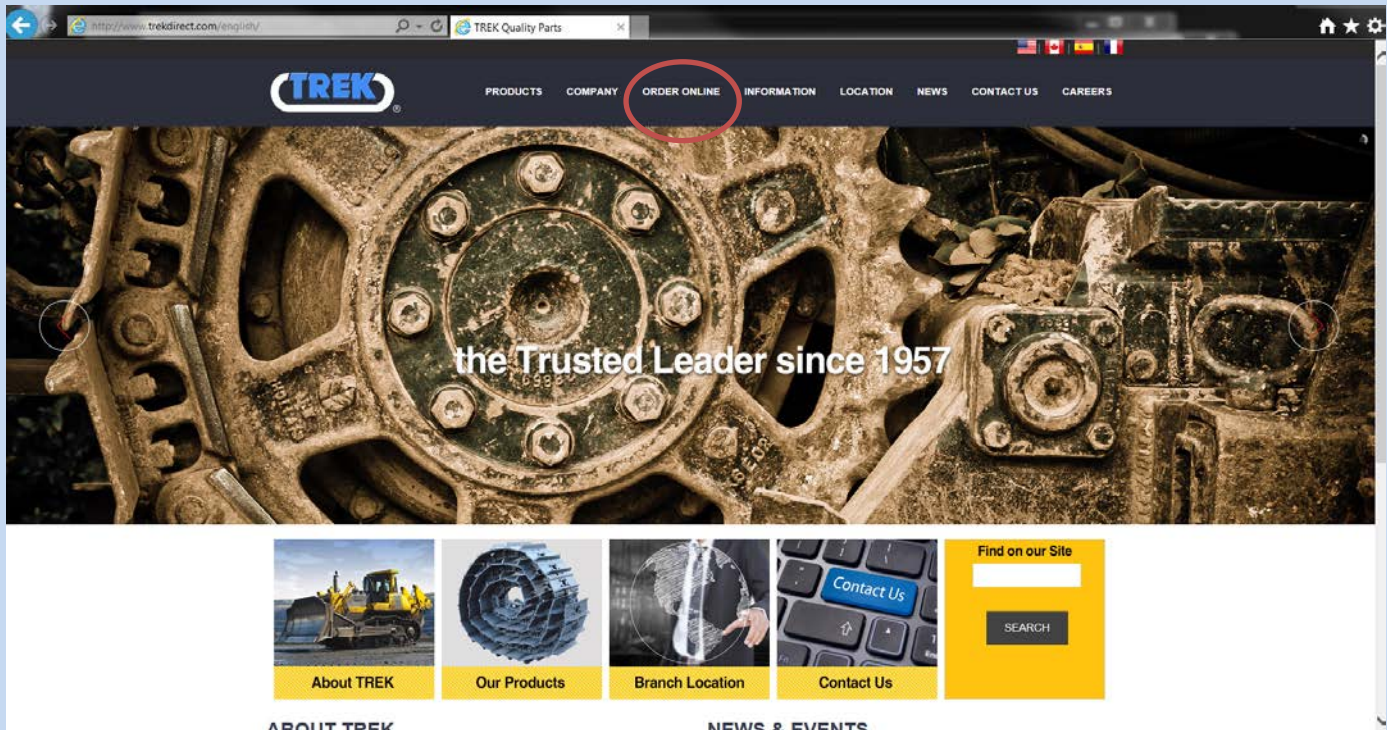 http://www.trekdirect.com/english/
TREK Quality Parts
TREK
®
PRODUCTS COMPANY ORDER ONLINE INFORMATION LOCATION NEWS CONTACT US CAREERS
the Trusted Leader since 1957
Contact Us
Find on our Site
SEARCH
About TREK
Our Products
Branch Location
Contact Us
ABOUT TREK
NEWS & EVENTS